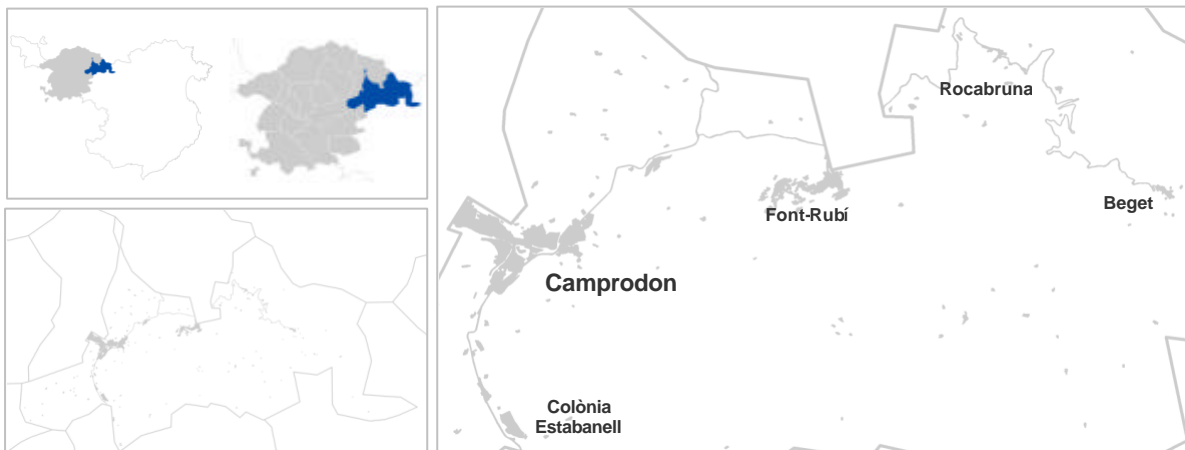 Rocabruna
Beget
Font-Rubí
Camprodon
Colònia
Estabanell